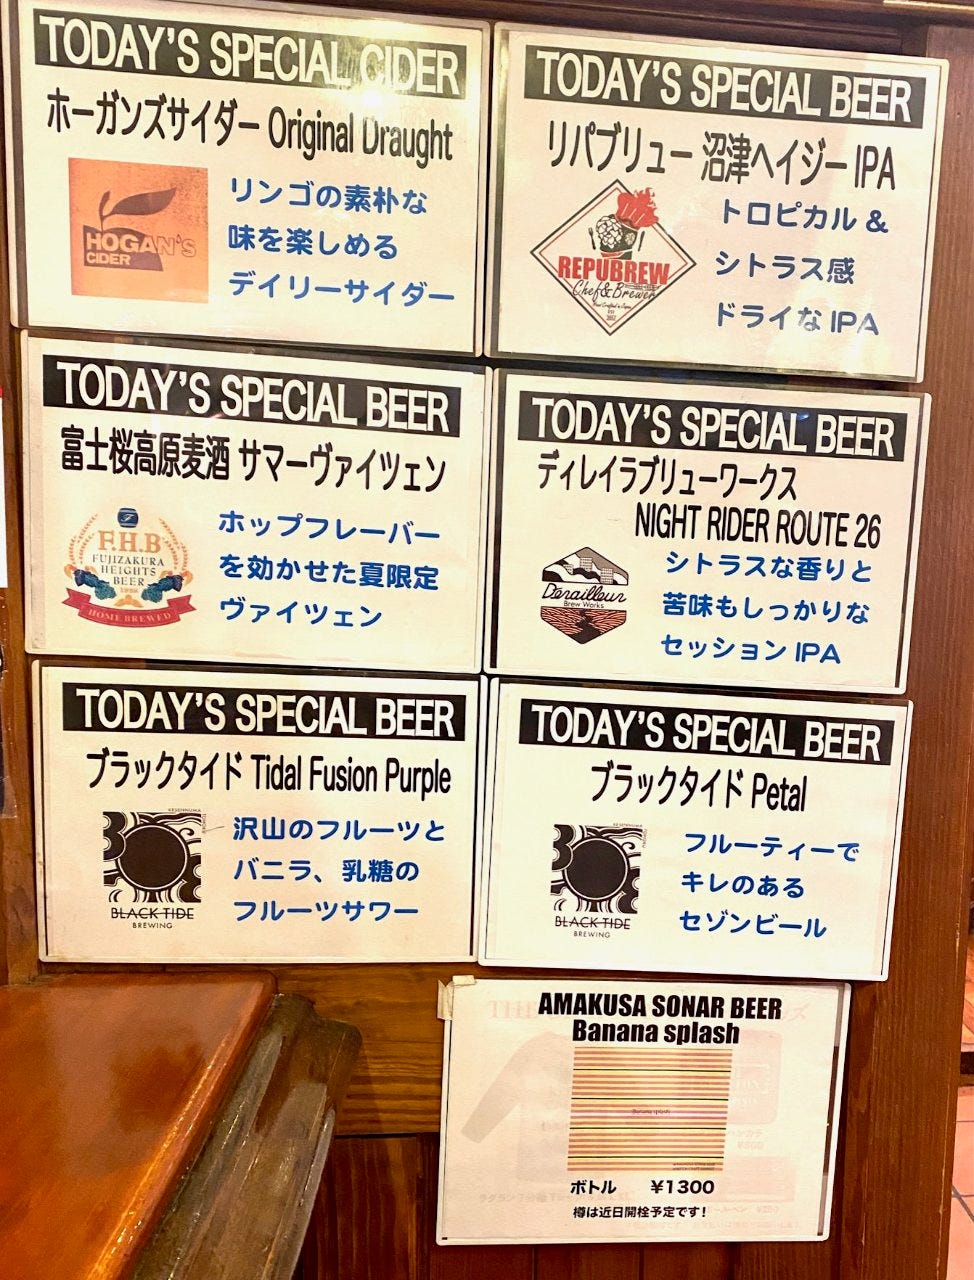 TODAY'S SPECIAL CIDER
ホーガンズサイダー Original Draught
HOGAN'S
CIDER
リンゴの素朴な
味を楽しめる
デイリーサイダー
TODAY'S SPECIAL BEER
リパブリュー 沼津ヘイジーIPA
REPUBREW
Chef&Brewer
トロピカル &
シトラス感
ドライなIPA
TODAY'S SPECIAL BEER
富士桜高原麦酒 サマーヴァイツェン
F.H.B
FUJIZAKURA
HEIGHTS
BEER
HOME BREWED
ホップフレーバー
を効かせた夏限定
ヴァイツェン
TODAY'S SPECIAL BEER
ディレイラブリューワークス
NIGHT RIDER ROUTE 26
Derailleur
Brew Works
シトラスな香りと
苦味もしっかりな
セッション IPA
TODAY'S SPECIAL BEER
ブラックタイド Tidal Fusion Purple
KESENNUMA
BLACK TIDE
BREWING
沢山のフルーツと
バニラ、乳糖の
フルーツサワー
TODAY'S SPECIAL BEER
ブラックタイド Petal
KESENNUMA
BLACK TIDE
BREWING
フルーティーで
キレのある
セゾンビール
AMAKUSA SONAR BEER
Banana splash
Banana splash
ボトル ¥1300
樽は近日開栓予定です!